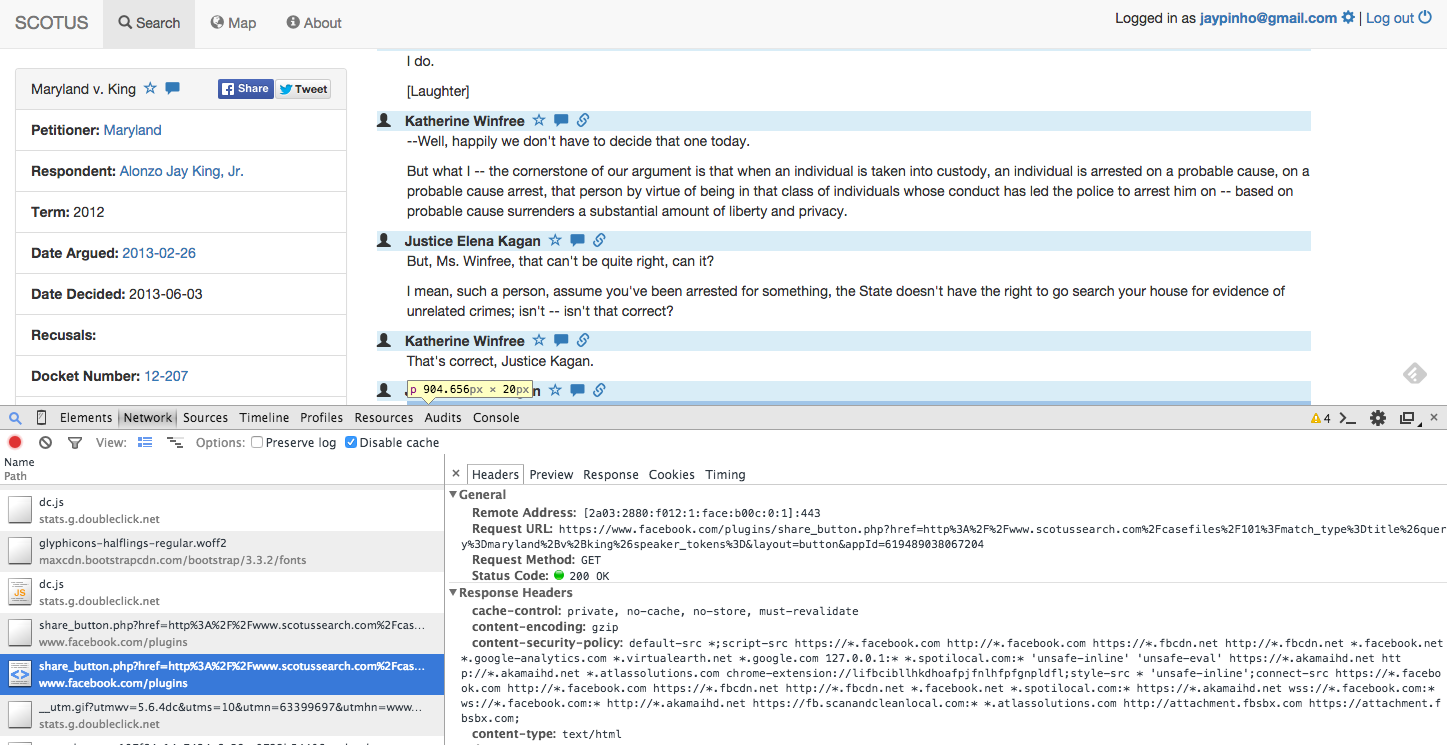 SCOTUS Search Map About Logged in as jaypinho@gmail.com | Log out
Maryland v. King Share Tweet
Petitioner: Maryland
Respondent: Alonzo Jay King, Jr.
Term: 2012
Date Argued: 2013-02-26
Date Decided: 2013-06-03
Recusals:
Docket Number: 12-207
I do.
[Laughter]
Katherine Winfree
--Well, happily we don't have to decide that one today.
But what I -- the cornerstone of our argument is that when an individual is taken into custody, an individual is arrested on a probable cause, on a
probable cause arrest, that person by virtue of being in that class of individuals whose conduct has led the police to arrest him on -- based on
probable cause surrenders a substantial amount of liberty and privacy.
Justice Elena Kagan
But, Ms. Winfree, that can't be quite right, can it?
I mean, such a person, assume you've been arrested for something, the State doesn't have the right to go search your house for evidence of
unrelated crimes; isn't -- isn't that correct?
Katherine Winfree
That's correct, Justice Kagan.
p 904.656px × 20px
Elements Network Sources Timeline Profiles Resources Audits Console 4
View: Options: Preserve log Disable cache
Name
Path
dc.js
stats.g.doubleclick.net
glyphicons-halflings-regular.woff2
maxcdn.bootstrapcdn.com/bootstrap/3.3.2/fonts
dc.js
JS
stats.g.doubleclick.net
share_button.php?href=http%3A%2F%2Fwww.scotussearch.com%2Fcas...
www.facebook.com/plugins
share_button.php?href=http%3A%2F%2Fwww.scotussearch.com%2Fcas...
www.facebook.com/plugins
__utm.gif?utmwv=5.6.4dc&utms=10&utmn=63399697&utmhn=www...
stats.g.doubleclick.net
× Headers Preview Response Cookies Timing
General
Remote Address: [2a03:2880:f012:1:face:b00c:0:1]:443
Request URL: https://www.facebook.com/plugins/share_button.php?href=http%3A%2F%2Fwww.scotussearch.com%2Fcasefiles%2F101%3Fmatch_type%3Dtitle%26quer
y%3Dmaryland%2Bv%2Bking%26speaker_tokens%3D&layout=button&appId=619489038067204
Request Method: GET
Status Code: 200 OK
Response Headers
cache-control: private, no-cache, no-store, must-revalidate
content-encoding: gzip
content-security-policy: default-src *;script-src https://*.facebook.com http://*.facebook.com https://*.fbcdn.net http://*.fbcdn.net *.facebook.net
*.google-analytics.com *.virtualearth.net *.google.com 127.0.0.1:* *.spotilocal.com:* 'unsafe-inline' 'unsafe-eval' https://*.akamaihd.net htt
p://*.akamaihd.net *.atlassolutions.com chrome-extension://lifbcibllhkdhoafpjfnlhfpfgnpldfl;style-src * 'unsafe-inline';connect-src https://*.facebo
ok.com http://*.facebook.com https://*.fbcdn.net http://*.fbcdn.net *.facebook.net *.spotilocal.com:* https://*.akamaihd.net wss://*.facebook.com:*
ws://*.facebook.com:* http://*.akamaihd.net https://fb.scanandcleanlocal.com:* *.atlassolutions.com http://attachment.fbsbx.com https://attachment.f
bsbx.com;
content-type: text/html